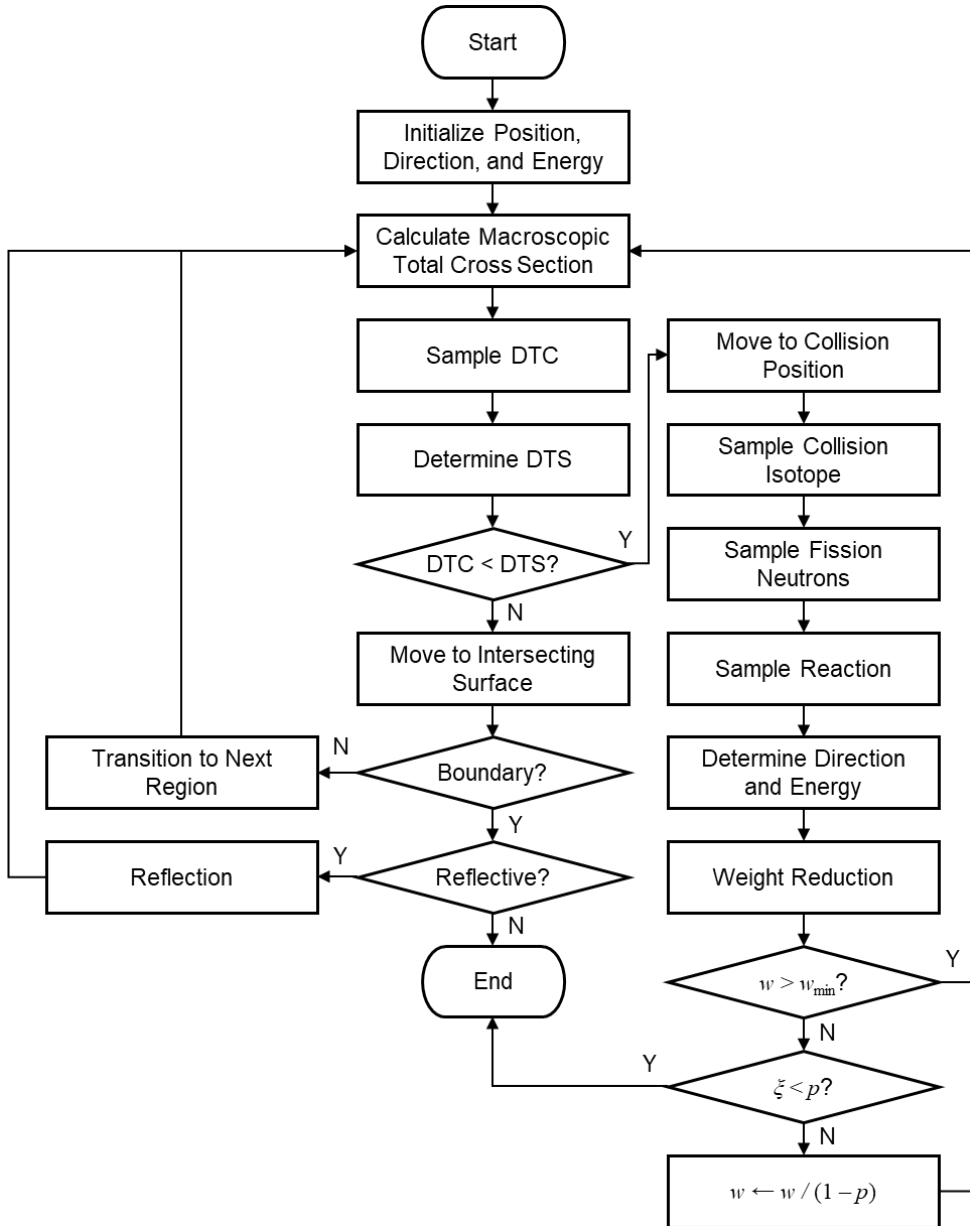 Start
Initialize Position,
Direction, and Energy
Calculate Macroscopic
Total Cross Section
Sample DTC
Determine DTS
DTC < DTS?
Y
N
Move to Collision
Position
Sample Collision
Isotope
Sample Fission
Neutrons
Sample Reaction
Determine Direction
and Energy
Weight Reduction
w > wmin?
Y
N
ξ < p?
Y
N
w ← w / (1 – p)
Move to Intersecting
Surface
Boundary?
N
Y
Transition to Next
Region
Reflective?
Y
N
Reflection
End